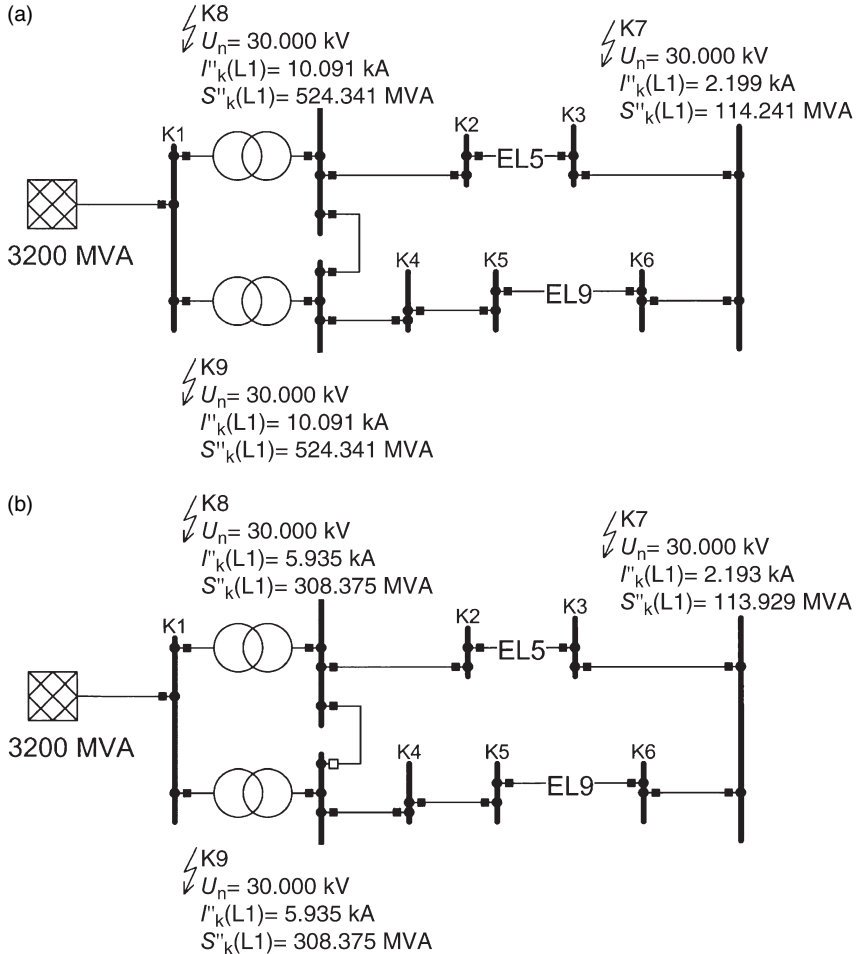 (a)
K8
Un= 30.000 kV
I"k(L1)= 10.091 kA
S"k(L1)= 524.341 MVA
K7
Un= 30.000 kV
I"k(L1)= 2.199 kA
S"k(L1)= 114.241 MVA
K1
K2
K3
EL5
3200 MVA
K4
K5
K6
EL9
K9
Un= 30.000 kV
I"k(L1)= 10.091 kA
S"k(L1)= 524.341 MVA
(b)
K8
Un= 30.000 kV
I"k(L1)= 5.935 kA
S"k(L1)= 308.375 MVA
K7
Un= 30.000 kV
I"k(L1)= 2.193 kA
S"k(L1)= 113.929 MVA
K1
K2
K3
EL5
3200 MVA
K4
K5
K6
EL9
K9
Un= 30.000 kV
I"k(L1)= 5.935 kA
S"k(L1)= 308.375 MVA